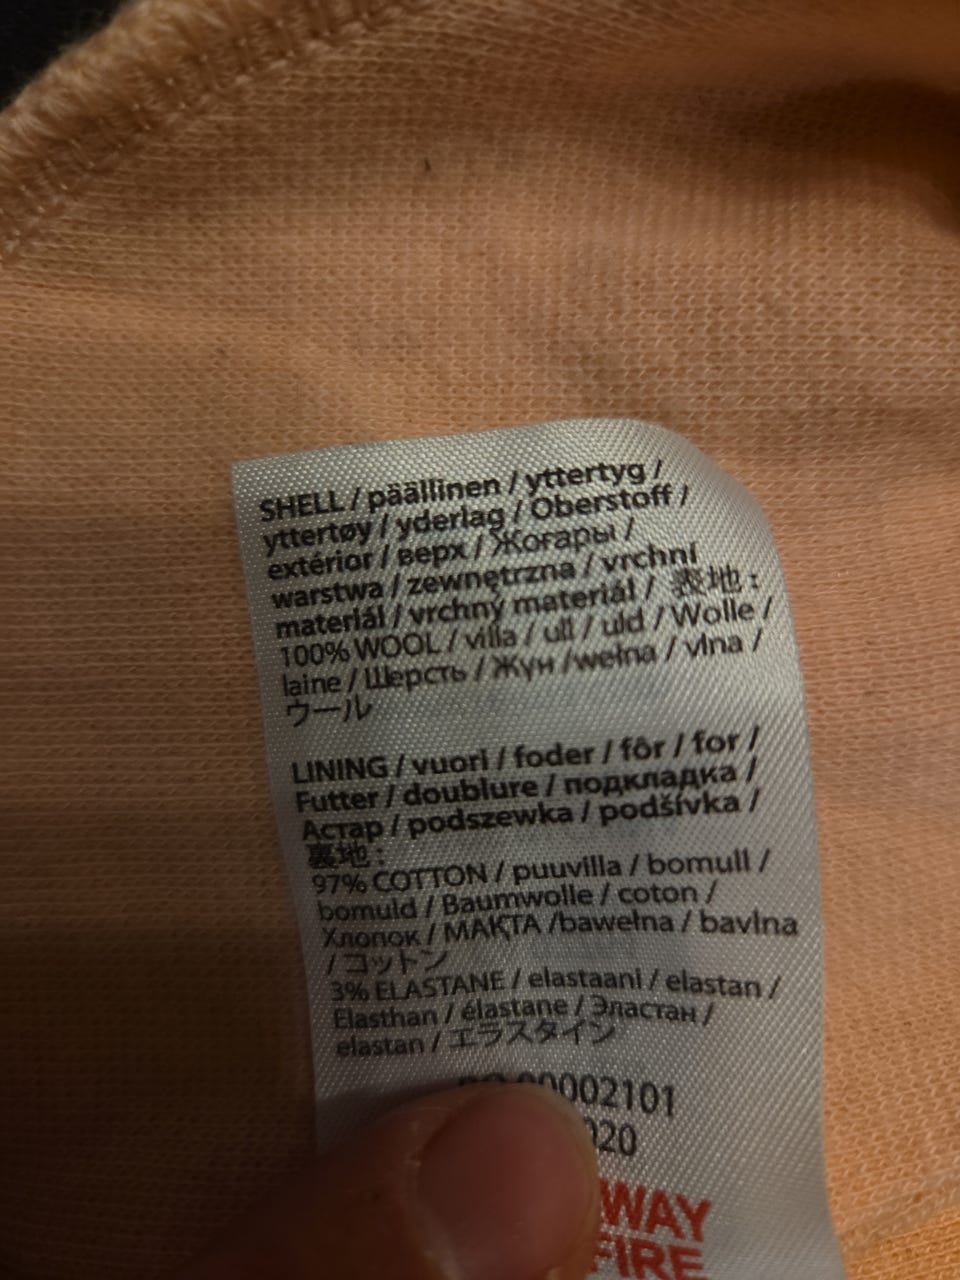 SHELL / päällinen / yttertyg /
yttertøy / yderlag / Oberstoff /
extérior / верх / Жоғары /
warstwa / zewnętrzna / vrchní
materiál / vrchný materiál / 表地 :
100% WOOL / villa / ull / uld / Wolle /
laine / Шерсть / Жүн /wełna / vlna /
ウール
LINING / vuori / foder / fôr / for /
Futter / doublure / подкладка /
Астар / podszewka / podšívka /
裏地 :
97% COTTON / puuvilla / bomull /
bomuld / Baumwolle / coton /
Хлопок / МАҚТА /bawełna / bavlna
/ コットン
3% ELASTANE / elastaani / elastan /
Elasthan / élastane / Эластан /
elastan / エラスタイン
00002101
020
WAY
FIRE